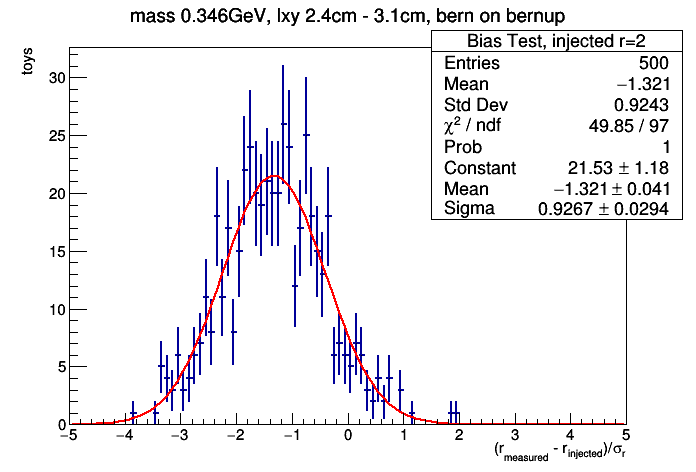 mass 0.346GeV, lxy 2.4cm - 3.1cm, bern on bernup
toys
Bias Test, injected r=2
Entries 500
Mean −1.321
Std Dev 0.9243
χ² / ndf 49.85 / 97
Prob 1
Constant 21.53 ± 1.18
Mean −1.321 ± 0.041
Sigma 0.9267 ± 0.0294
30
25
20
15
10
5
0
−5 −4 −3 −2 −1 0 1 2 3 4 5
(r_measured - r_injected)/σ_r